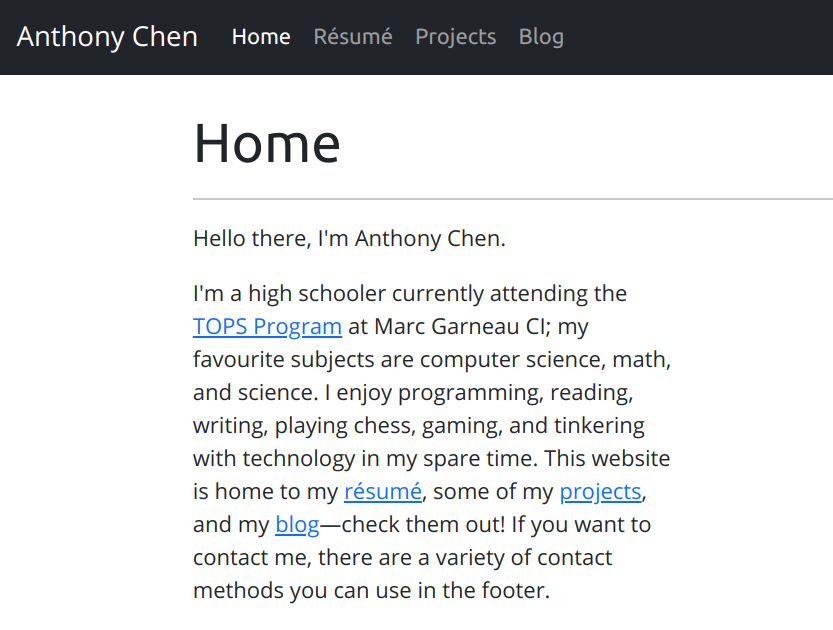 Anthony Chen Home Résumé Projects Blog
Home
Hello there, I'm Anthony Chen.
I'm a high schooler currently attending the
TOPS Program at Marc Garneau CI; my
favourite subjects are computer science, math,
and science. I enjoy programming, reading,
writing, playing chess, gaming, and tinkering
with technology in my spare time. This website
is home to my résumé, some of my projects,
and my blog—check them out! If you want to
contact me, there are a variety of contact
methods you can use in the footer.